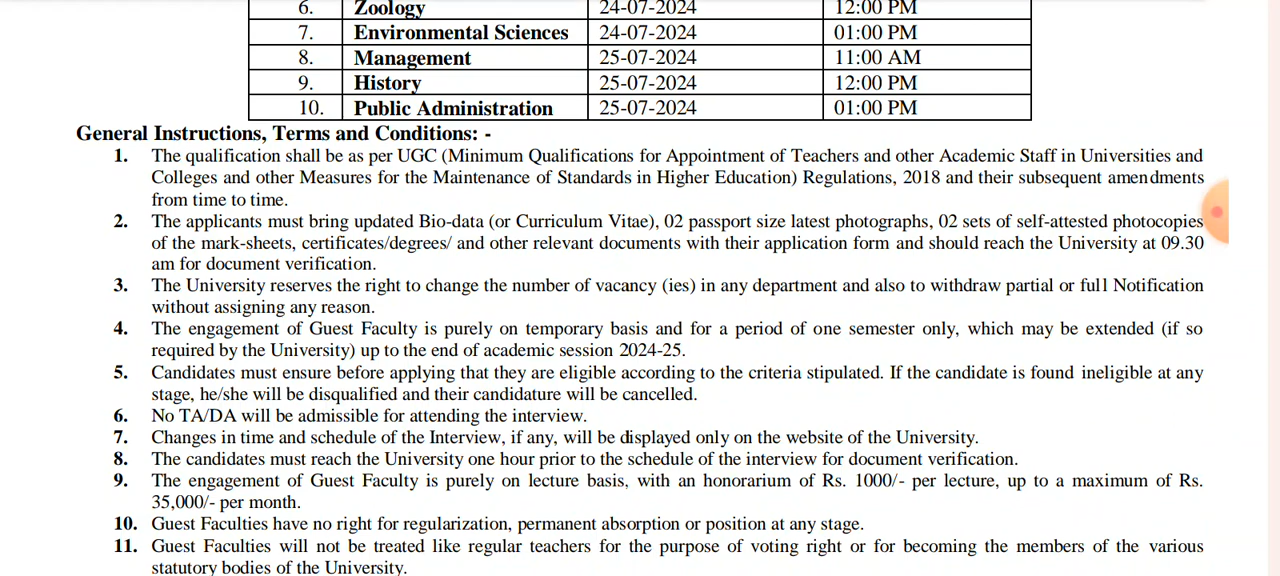 6. Zoology 24-07-2024 12:00 PM
7. Environmental Sciences 24-07-2024 01:00 PM
8. Management 25-07-2024 11:00 AM
9. History 25-07-2024 12:00 PM
10. Public Administration 25-07-2024 01:00 PM
General Instructions, Terms and Conditions: -
1. The qualification shall be as per UGC (Minimum Qualifications for Appointment of Teachers and other Academic Staff in Universities and
Colleges and other Measures for the Maintenance of Standards in Higher Education) Regulations, 2018 and their subsequent amendments
from time to time.
2. The applicants must bring updated Bio-data (or Curriculum Vitae), 02 passport size latest photographs, 02 sets of self-attested photocopies
of the mark-sheets, certificates/degrees/ and other relevant documents with their application form and should reach the University at 09.30
am for document verification.
3. The University reserves the right to change the number of vacancy (ies) in any department and also to withdraw partial or full Notification
without assigning any reason.
4. The engagement of Guest Faculty is purely on temporary basis and for a period of one semester only, which may be extended (if so
required by the University) up to the end of academic session 2024-25.
5. Candidates must ensure before applying that they are eligible according to the criteria stipulated. If the candidate is found ineligible at any
stage, he/she will be disqualified and their candidature will be cancelled.
6. No TA/DA will be admissible for attending the interview.
7. Changes in time and schedule of the Interview, if any, will be displayed only on the website of the University.
8. The candidates must reach the University one hour prior to the schedule of the interview for document verification.
9. The engagement of Guest Faculty is purely on lecture basis, with an honorarium of Rs. 1000/- per lecture, up to a maximum of Rs.
35,000/- per month.
10. Guest Faculties have no right for regularization, permanent absorption or position at any stage.
11. Guest Faculties will not be treated like regular teachers for the purpose of voting right or for becoming the members of the various
statutory bodies of the University.